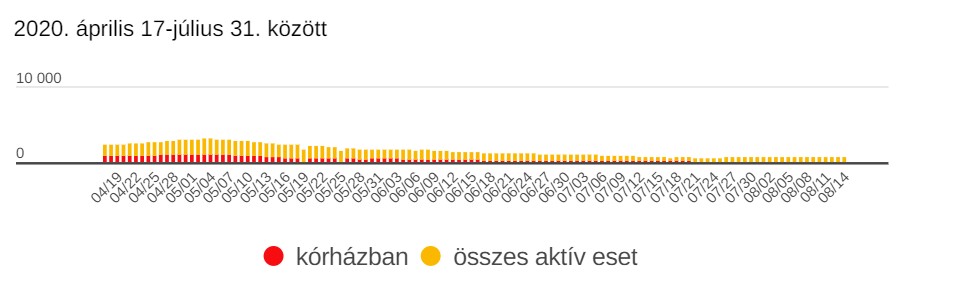 2020. április 17-július 31. között
10 000
0
04/19 04/22 04/25 04/28 05/01 05/04 05/07 05/10 05/13 05/16 05/19 05/22 05/25 05/28 05/31 06/03 06/06 06/09 06/12 06/15 06/18 06/21 06/24 06/27 06/30 07/03 07/06 07/09 07/12 07/15 07/18 07/21 07/24 07/27 07/30 08/02 08/05 08/08 08/11 08/14
kórházban összes aktív eset